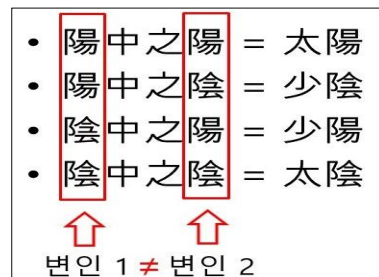 • 陽中之陽 = 太陽
• 陽中之陰 = 少陰
• 陰中之陽 = 少陽
• 陰中之陰 = 太陰
변인 1 ≠ 변인 2